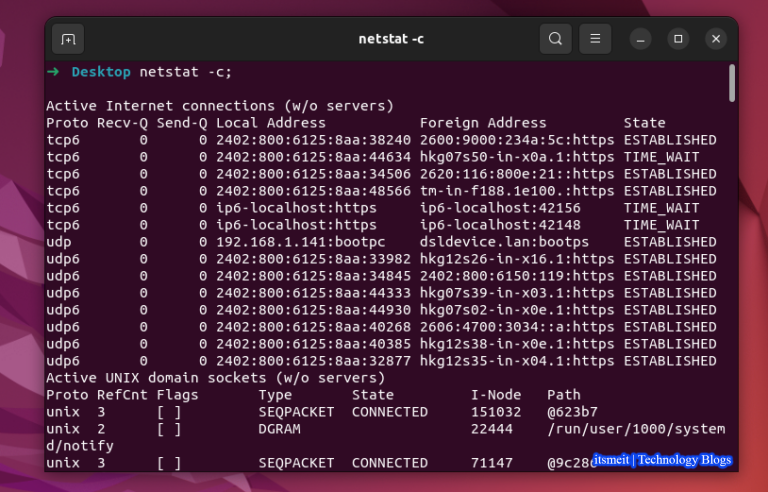 netstat -c
➜ Desktop netstat -c;
Active Internet connections (w/o servers)
Proto Recv-Q Send-Q Local Address Foreign Address State
tcp6 0 0 2402:800:6125:8aa:38240 2600:9000:234a:5c:https ESTABLISHED
tcp6 0 0 2402:800:6125:8aa:44634 hkg07s50-in-x0a.1:https TIME_WAIT
tcp6 0 0 2402:800:6125:8aa:34506 2620:116:800e:21::https ESTABLISHED
tcp6 0 0 2402:800:6125:8aa:48566 tm-in-f188.1e100.:https ESTABLISHED
tcp6 0 0 ip6-localhost:https ip6-localhost:42156 TIME_WAIT
tcp6 0 0 ip6-localhost:https ip6-localhost:42148 TIME_WAIT
udp 0 0 192.168.1.141:bootpc dsldevice.lan:bootps ESTABLISHED
udp6 0 0 2402:800:6125:8aa:33982 hkg12s26-in-x16.1:https ESTABLISHED
udp6 0 0 2402:800:6125:8aa:34845 2402:800:6150:119:https ESTABLISHED
udp6 0 0 2402:800:6125:8aa:44333 hkg07s39-in-x03.1:https ESTABLISHED
udp6 0 0 2402:800:6125:8aa:44930 hkg07s02-in-x0e.1:https ESTABLISHED
udp6 0 0 2402:800:6125:8aa:40268 2606:4700:3034::a:https ESTABLISHED
udp6 0 0 2402:800:6125:8aa:40385 hkg12s38-in-x0e.1:https ESTABLISHED
udp6 0 0 2402:800:6125:8aa:32877 hkg12s35-in-x04.1:https ESTABLISHED
Active UNIX domain sockets (w/o servers)
Proto RefCnt Flags Type State I-Node Path
unix 3 [ ] SEQPACKET CONNECTED 151032 @623b7
unix 2 [ ] DGRAM 22444 /run/user/1000/system
d/notify
unix 3 [ ] SEQPACKET CONNECTED 71147
itsmeit | Technology Blogs